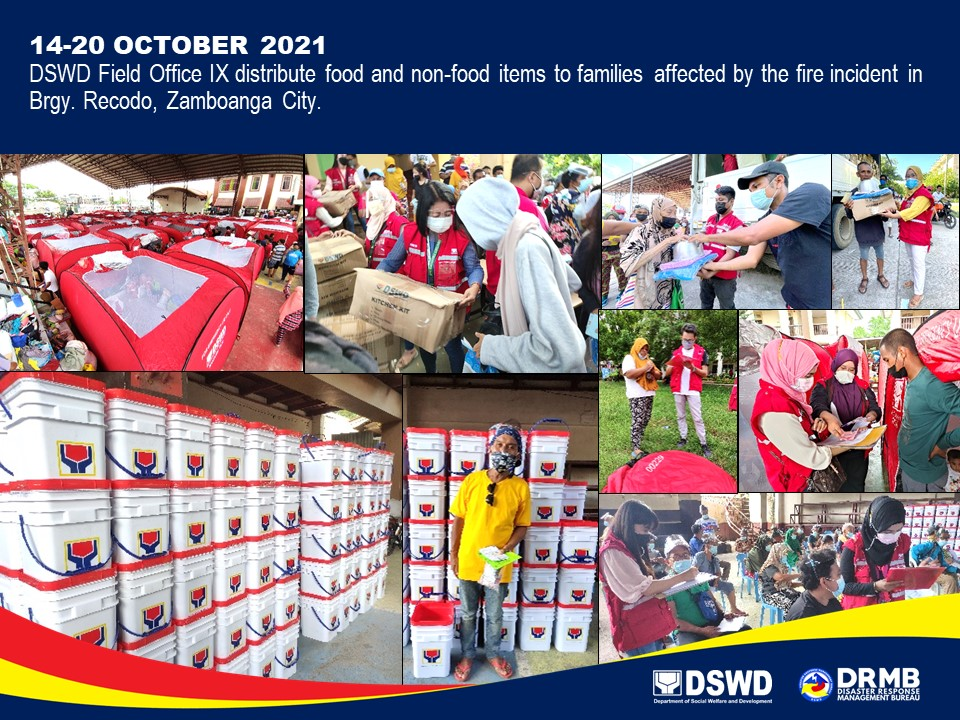 14-20 OCTOBER 2021
DSWD Field Office IX distribute food and non-food items to families affected by the fire incident in
Brgy. Recodo, Zamboanga City.
DSWD
KITCHEN KIT
00229
DSWD
Department of Social Welfare and Development
DRMB
DISASTER RESPONSE
MANAGEMENT BUREAU